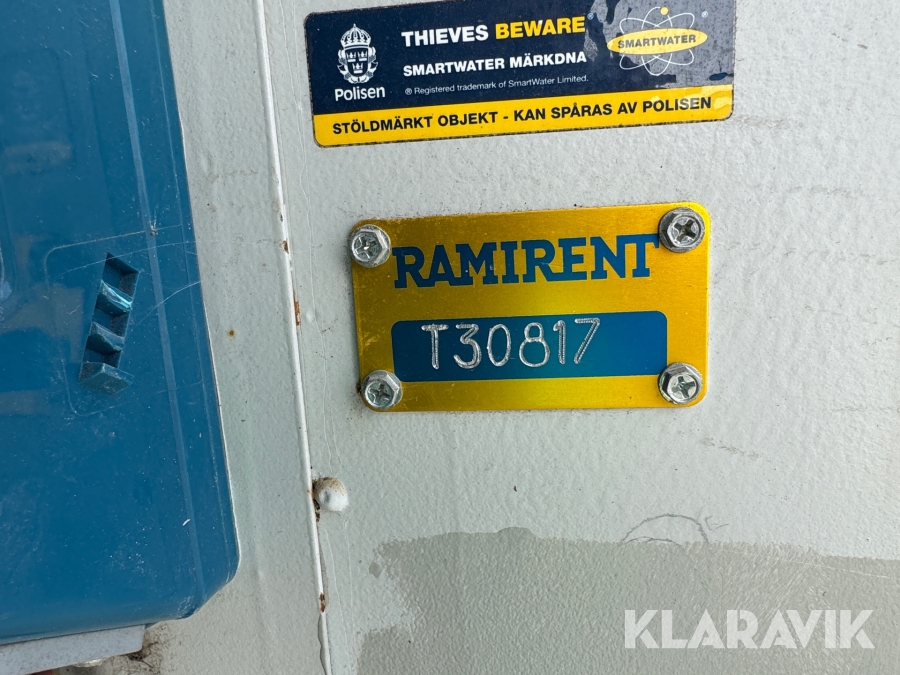 THIEVES BEWARE
SMARTWATER MÄRKDNA
® Registered trademark of SmartWater Limited.
Polisen
SMARTWATER
STÖLDMÄRKT OBJEKT - KAN SPÅRAS AV POLISEN
RAMIRENT
T30817
KLARAVIK